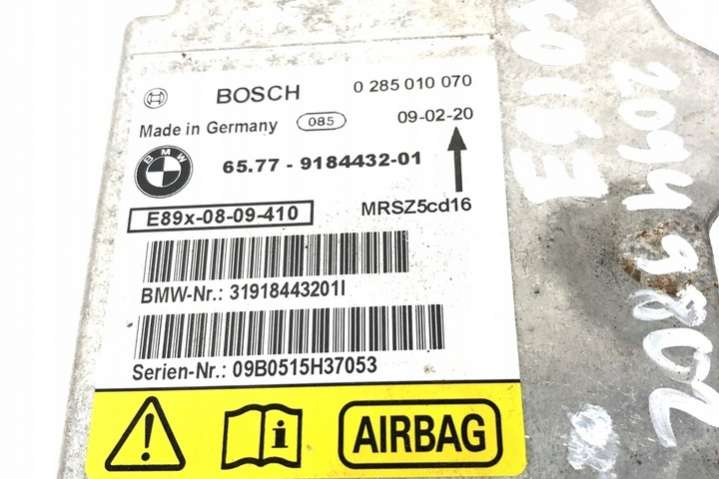 BOSCH 0 285 010 070
Made in Germany 085 09-02-20
BMW
65.77 - 9184432-01
E89x-08-09-410 MRSZ5cd16
BMW-Nr.: 31918443201I
Serien-Nr.: 09B0515H37053
AIRBAG